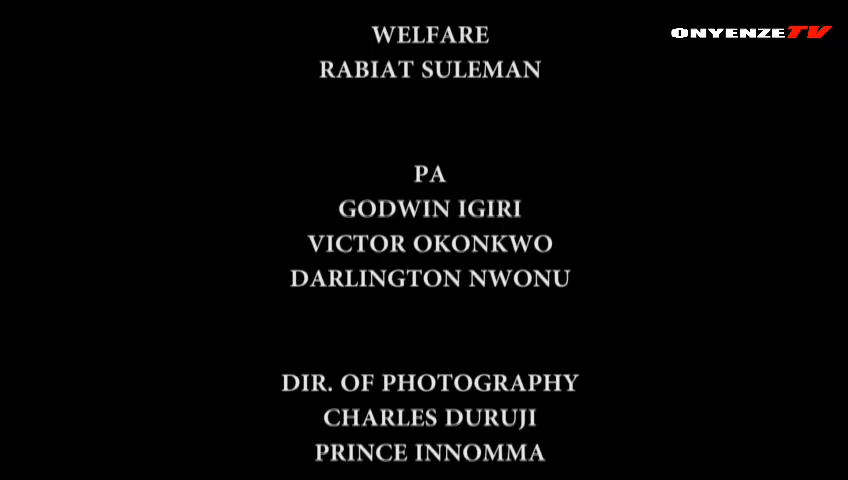 ONYENZETV
WELFARE
RABIAT SULEMAN
PA
GODWIN IGIRI
VICTOR OKONKWO
DARLINGTON NWONU
DIR. OF PHOTOGRAPHY
CHARLES DURUJI
PRINCE INNOMMA